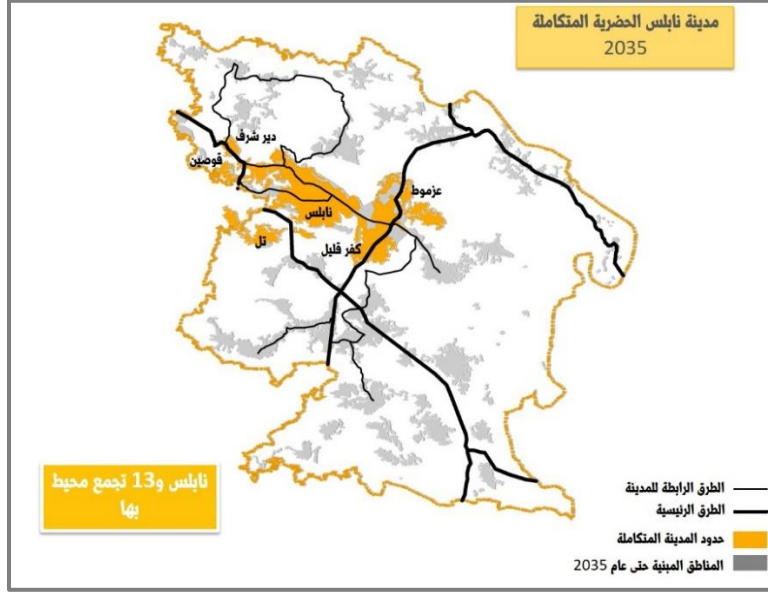 مدينة نابلس الحضرية المتكاملة
2035
دير شرف
قوصين
عزموط
نابلس
كفر قليل
تل
نابلس و13 تجمع محيط
بها
الطرق الرابطة للمدينة
الطرق الرئيسية
حدود المدينة المتكاملة
المناطق المبنية حتى عام 2035